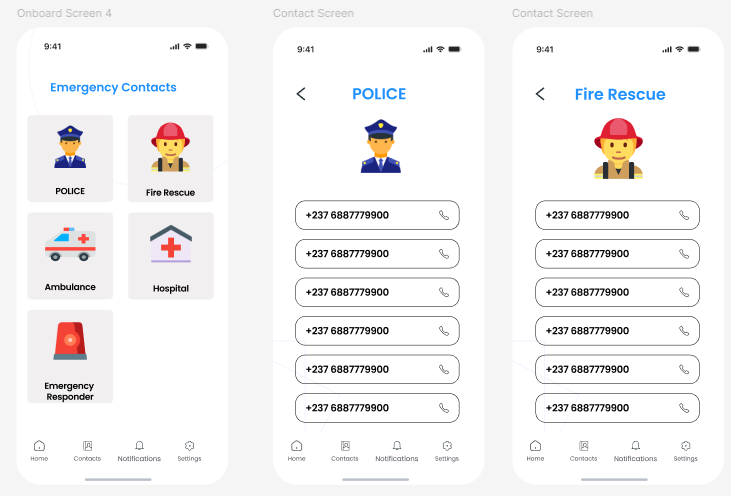 Onboard Screen 4
9:41
Emergency Contacts
POLICE
Fire Rescue
Ambulance
Hospital
Emergency
Responder
Home
Contacts
Notifications
Settings
Contact Screen
9:41
POLICE
+237 6887779900
+237 6887779900
+237 6887779900
+237 6887779900
+237 6887779900
+237 6887779900
Home
Contacts
Notifications
Settings
Contact Screen
9:41
Fire Rescue
+237 6887779900
+237 6887779900
+237 6887779900
+237 6887779900
+237 6887779900
+237 6887779900
Home
Contacts
Notifications
Settings